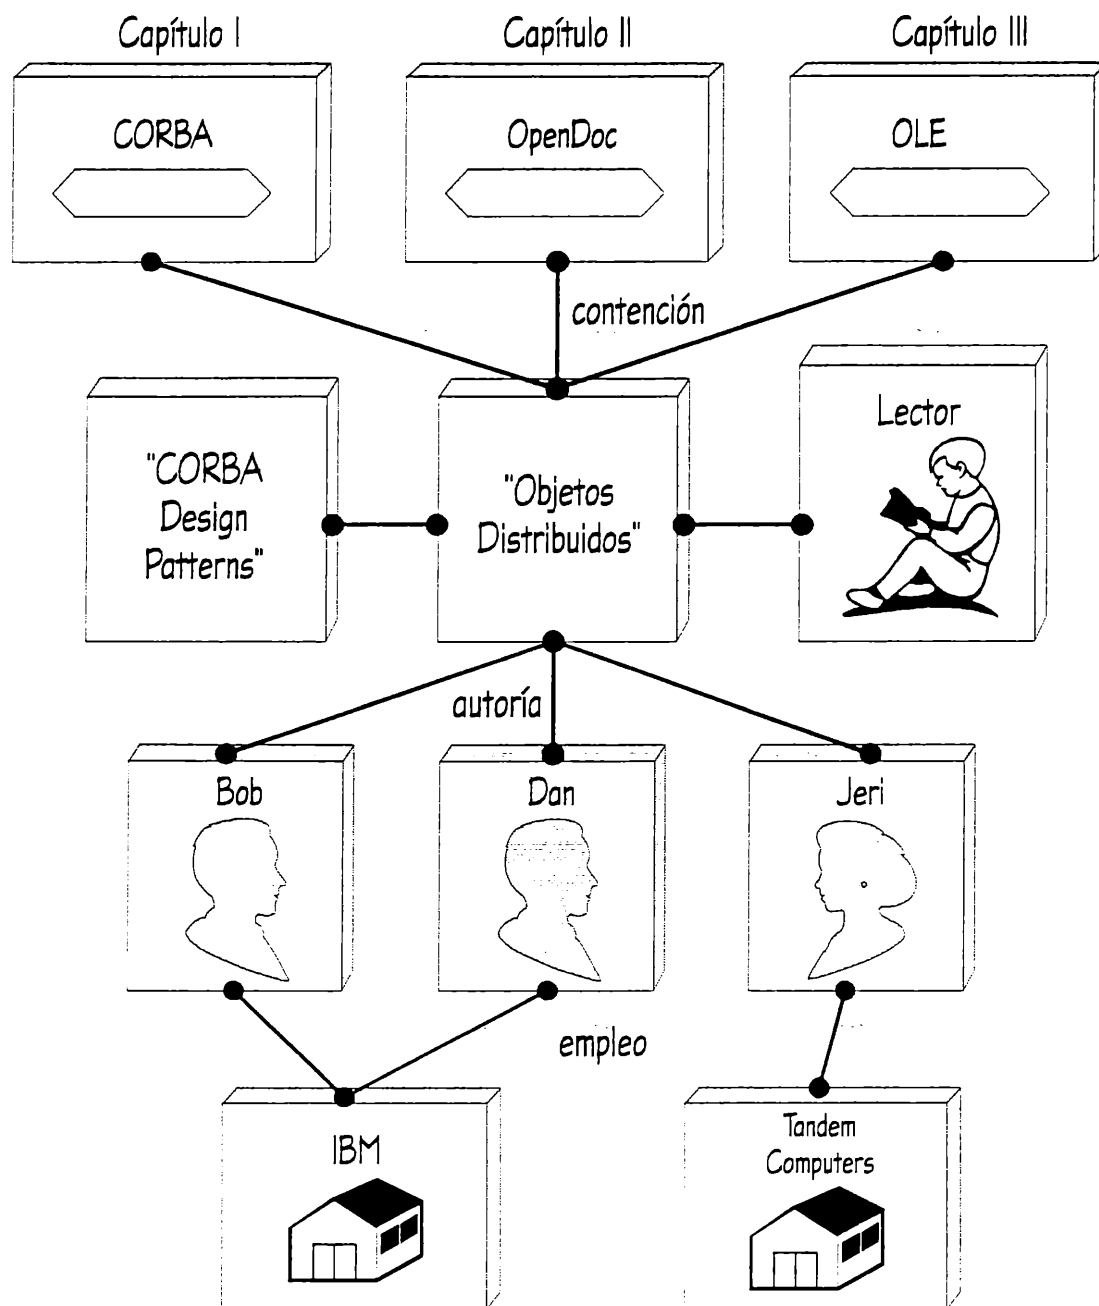 Capítulo I
Capítulo II
Capítulo III
CORBA
OpenDoc
OLE
contención
"CORBA
Design
Patterns"
"Objetos
Distribuidos"
Lector
autoría
Bob
Dan
Jeri
empleo
IBM
Tandem
Computers